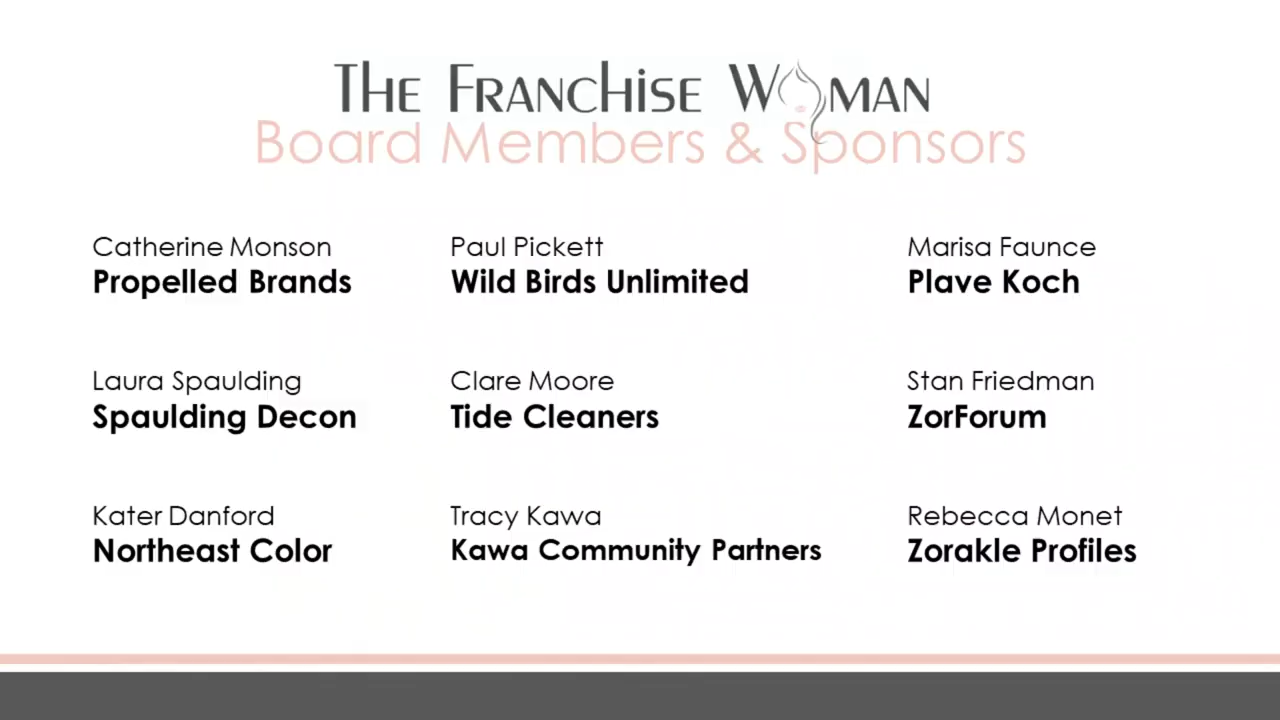 THE FRANCHISE WOMAN
Board Members & Sponsors
Catherine Monson
Propelled Brands
Paul Pickett
Wild Birds Unlimited
Marisa Faunce
Plave Koch
Laura Spaulding
Spaulding Decon
Clare Moore
Tide Cleaners
Stan Friedman
ZorForum
Kater Danford
Northeast Color
Tracy Kawa
Kawa Community Partners
Rebecca Monet
Zorakle Profiles